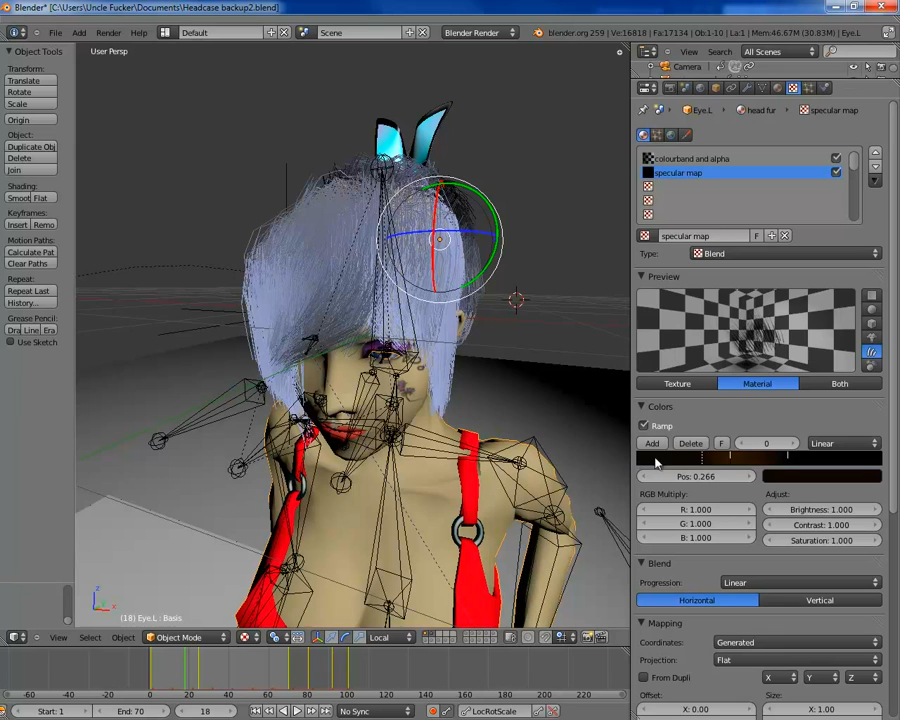 Blender* [C:\Users\Uncle Fucker\Documents\Headcase backup2.blend]
File Add Render Help Default Scene Blender Render blender.org 259 | Ve:16818 | Fa:17134 | Ob:1-10 | La:1 | Mem:46.67M (30.83M) | Eye.L
Object Tools
Transform:
Translate
Rotate
Scale
Origin
Object:
Duplicate Obj
Delete
Join
Shading:
Smoot Flat
Keyframes:
Insert Remo
Motion Paths:
Calculate Pat
Clear Paths
Repeat:
Repeat Last
History...
Grease Pencil:
Dra Line Era
Use Sketch
User Persp
z
x
(18) Eye.L : Basis
View Select Object Object Mode Local
-60 -40 -20 0 20 40 60 80 100 120 140 160 180 200 220
View Marker Frame Playback Start: 1 End: 70 18 No Sync LocRotScale
View Search All Scenes
Camera
Eye.L head fur specular map
colourband and alpha
specular map
specular map F
Type: Blend
Preview
Texture Material Both
Colors
Ramp
Add Delete F 0 Linear
Pos: 0.266
RGB Multiply: Adjust:
R: 1.000 Brightness: 1.000
G: 1.000 Contrast: 1.000
B: 1.000 Saturation: 1.000
Blend
Progression: Linear
Horizontal Vertical
Mapping
Coordinates: Generated
Projection: Flat
From Dupli X Y Z
Offset: Size:
X: 0.00 X: 1.00